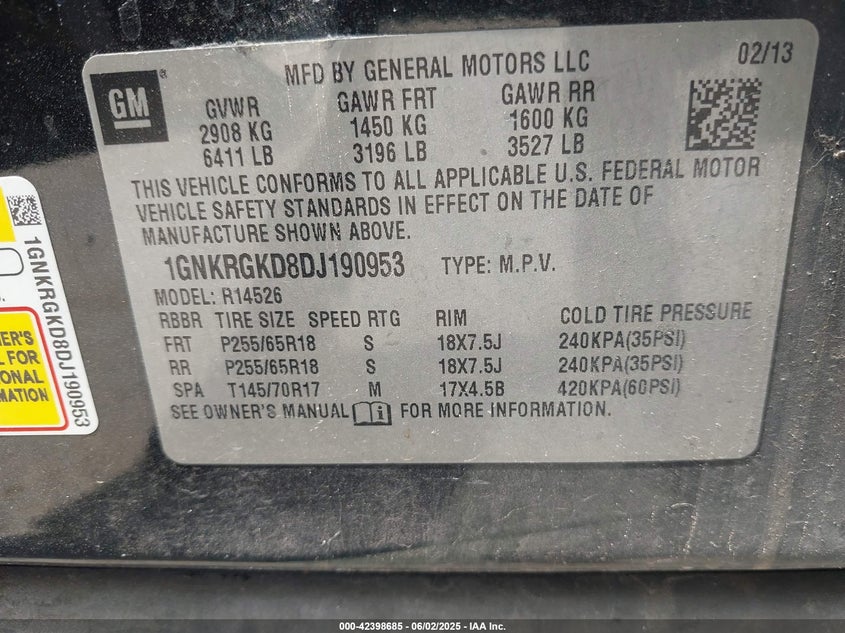 MFD BY GENERAL MOTORS LLC
02/13
GM
®
GVWR GAWR FRT GAWR RR
2908 KG 1450 KG 1600 KG
6411 LB 3196 LB 3527 LB
THIS VEHICLE CONFORMS TO ALL APPLICABLE U.S. FEDERAL MOTOR
VEHICLE SAFETY STANDARDS IN EFFECT ON THE DATE OF
MANUFACTURE SHOWN ABOVE.
1GNKRGKD8DJ190953 TYPE: M.P.V.
MODEL: R14526
RBBR TIRE SIZE SPEED RTG RIM COLD TIRE PRESSURE
FRT P255/65R18 S 18X7.5J 240KPA(35PSI)
RR P255/65R18 S 18X7.5J 240KPA(35PSI)
SPA T145/70R17 M 17X4.5B 420KPA(60PSI)
SEE OWNER'S MANUAL i FOR MORE INFORMATION.
1GNKRGKD8DJ190953
NER'S
L FOR
ONAL
MATION
000-42398685 - 06/02/2025 - IAA Inc.